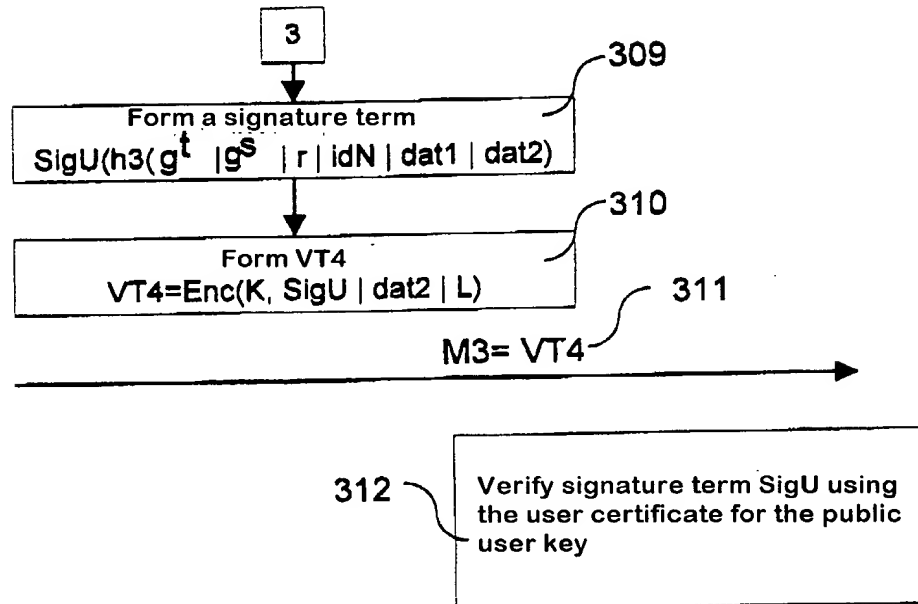 3
309
Form a signature term
SigU(h3( g^t | g^s | r | idN | dat1 | dat2)
310
Form VT4
VT4=Enc(K, SigU | dat2 | L)
311
M3= VT4
312
Verify signature term SigU using
the user certificate for the public
user key